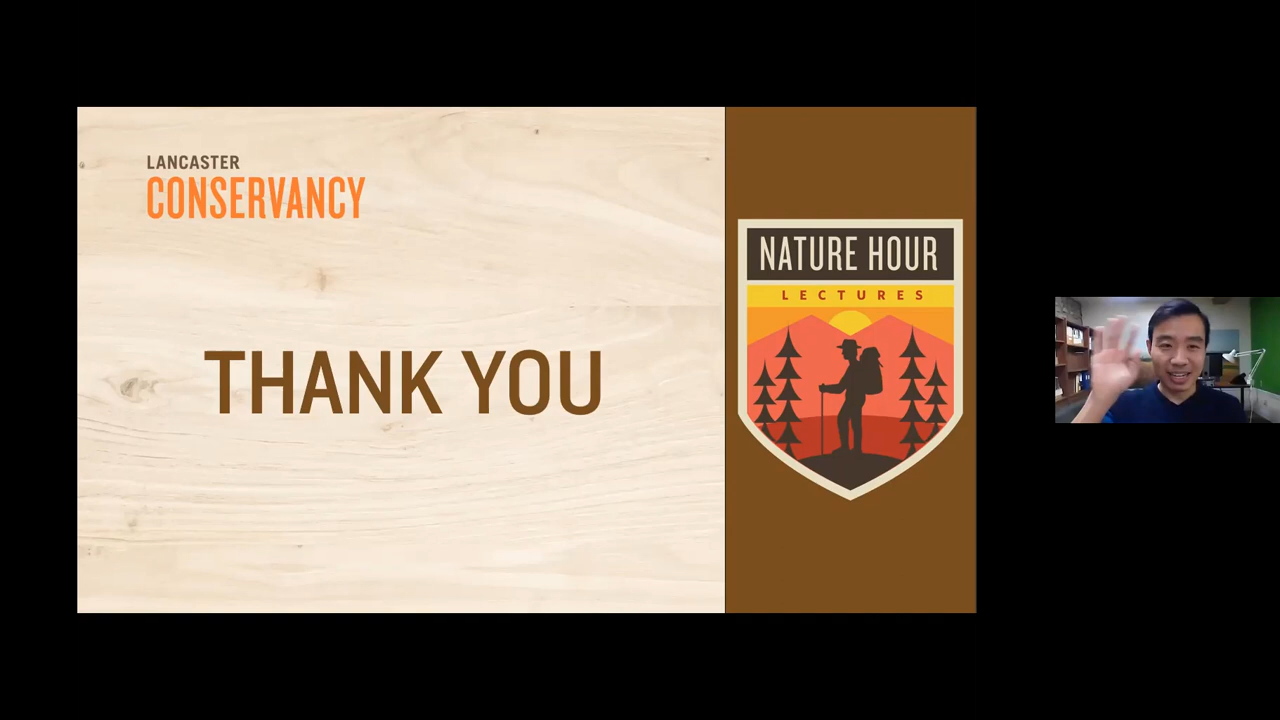 LANCASTER
CONSERVANCY
THANK YOU
NATURE HOUR
LECTURES